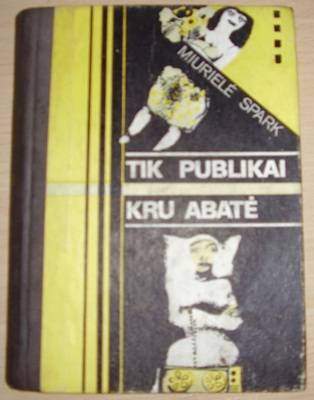 MIURIELĖ SPARK
TIK PUBLIKAI
KRU ABATĖ